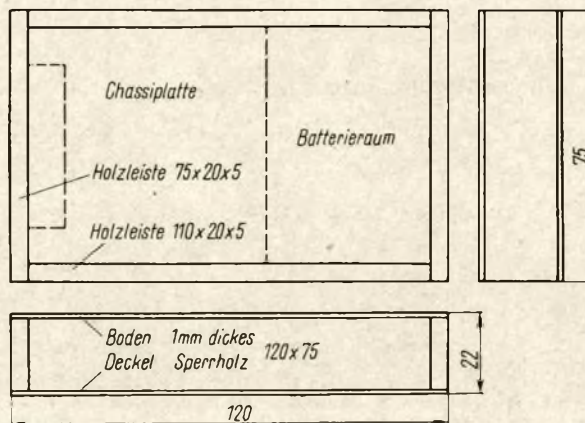 Chassiplatte
Batterieraum
Holzleiste 75x20x5
Holzleiste 110x20x5
75
Boden 1mm dickes
Deckel Sperrholz 120x75
22
120